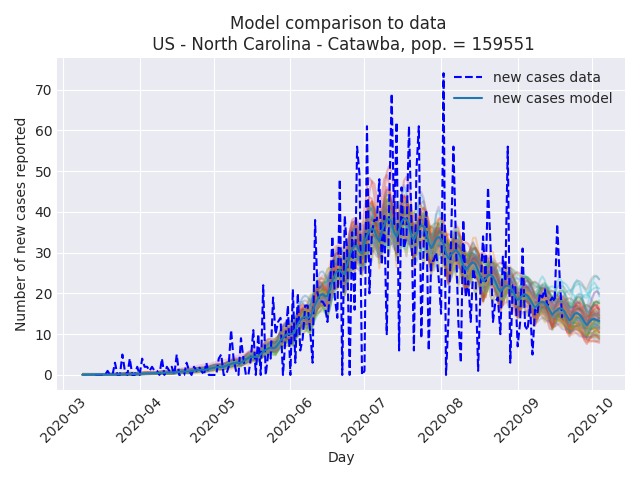 Model comparison to data
US - North Carolina - Catawba, pop. = 159551
new cases data
new cases model
Number of new cases reported
70
60
50
40
30
20
10
0
2020-03
2020-04
2020-05
2020-06
2020-07
2020-08
2020-09
2020-10
Day